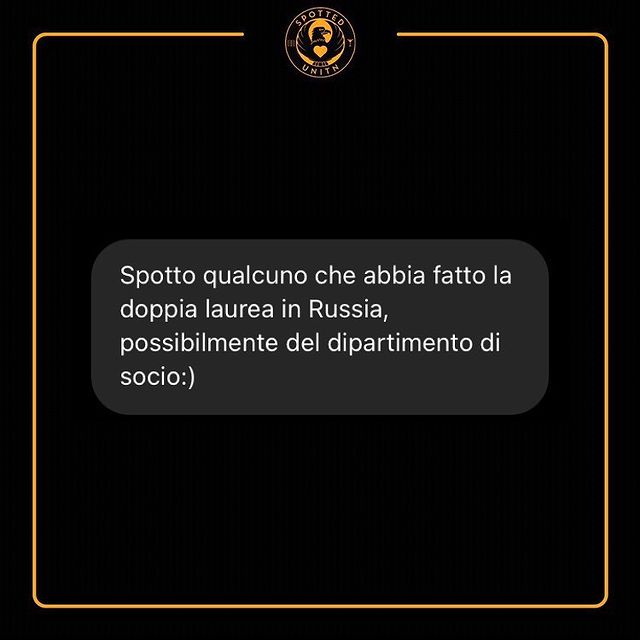 SPOTTED
UNITN
Spotto qualcuno che abbia fatto la
doppia laurea in Russia,
possibilmente del dipartimento di
socio:)